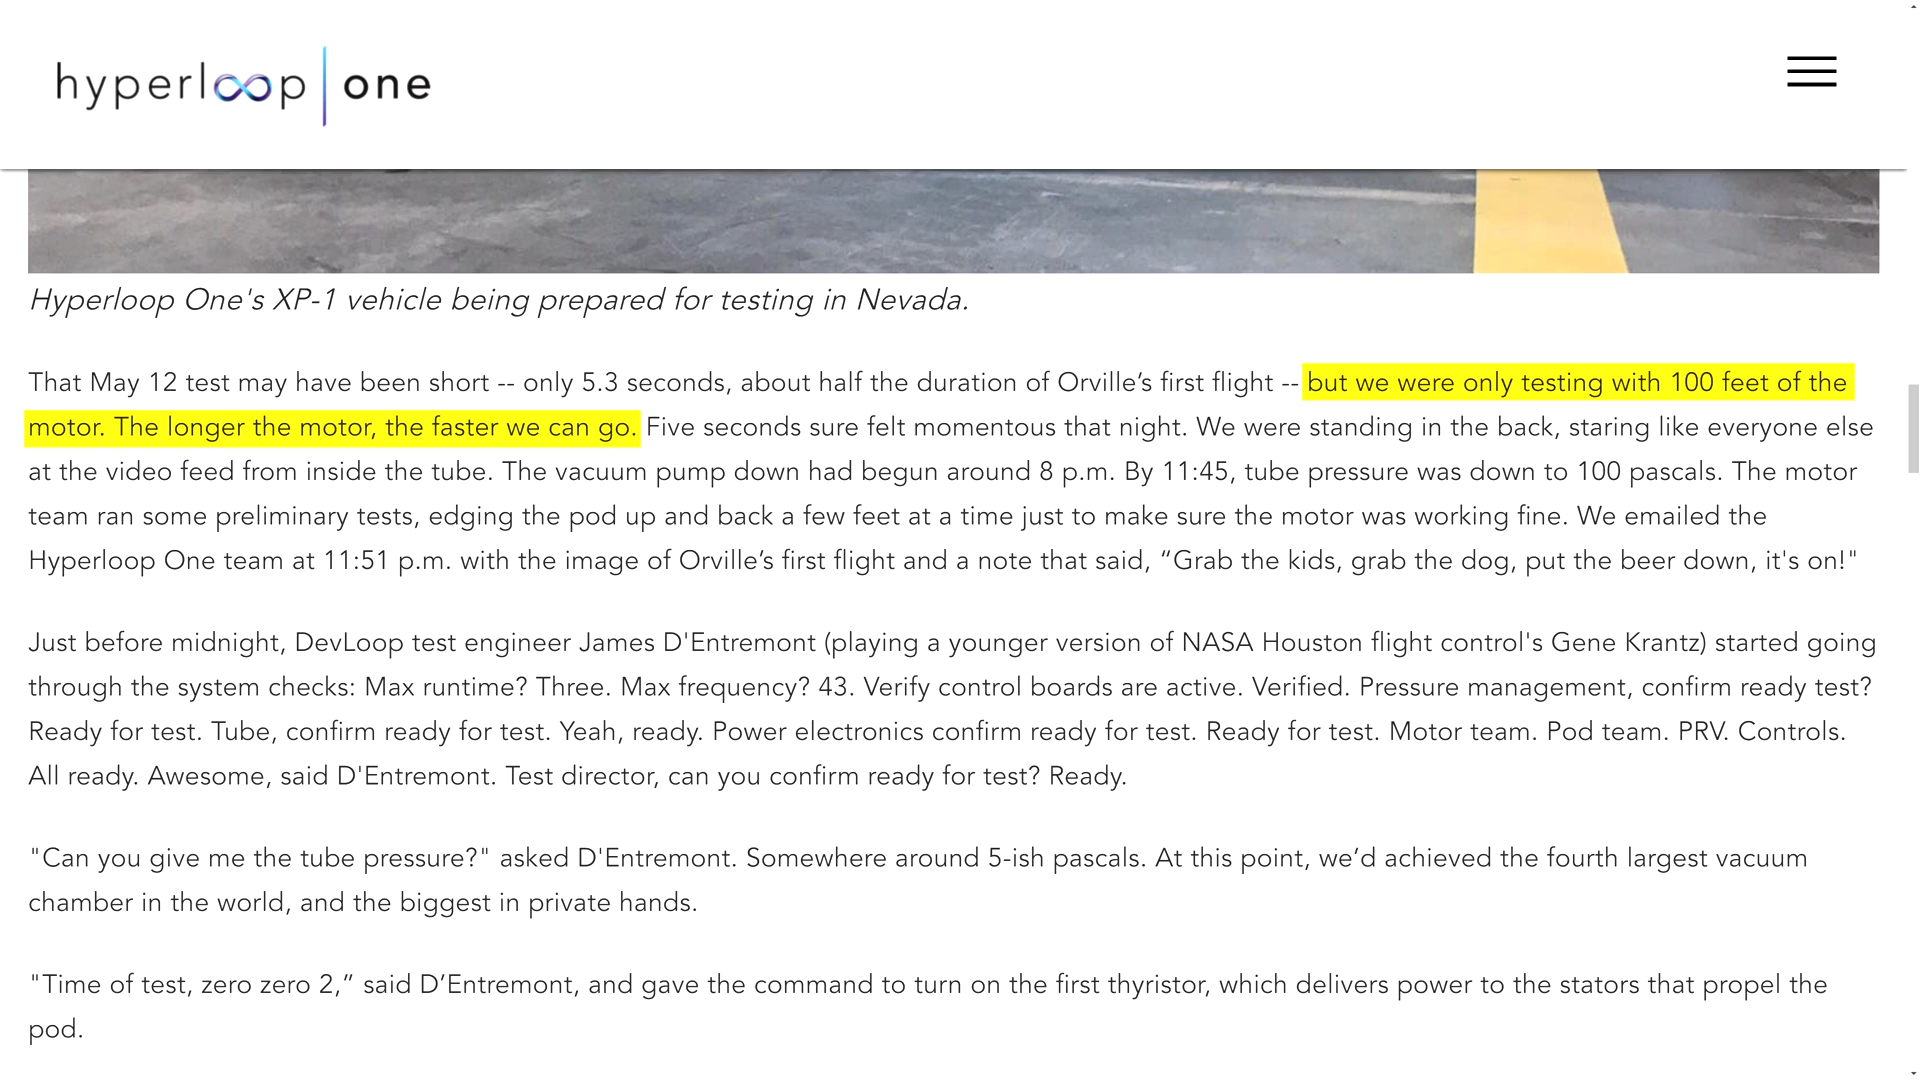 hyperloop | one
Hyperloop One's XP-1 vehicle being prepared for testing in Nevada.
That May 12 test may have been short -- only 5.3 seconds, about half the duration of Orville’s first flight -- but we were only testing with 100 feet of the
motor. The longer the motor, the faster we can go. Five seconds sure felt momentous that night. We were standing in the back, staring like everyone else
at the video feed from inside the tube. The vacuum pump down had begun around 8 p.m. By 11:45, tube pressure was down to 100 pascals. The motor
team ran some preliminary tests, edging the pod up and back a few feet at a time just to make sure the motor was working fine. We emailed the
Hyperloop One team at 11:51 p.m. with the image of Orville’s first flight and a note that said, “Grab the kids, grab the dog, put the beer down, it's on!"
Just before midnight, DevLoop test engineer James D'Entremont (playing a younger version of NASA Houston flight control's Gene Krantz) started going
through the system checks: Max runtime? Three. Max frequency? 43. Verify control boards are active. Verified. Pressure management, confirm ready test?
Ready for test. Tube, confirm ready for test. Yeah, ready. Power electronics confirm ready for test. Ready for test. Motor team. Pod team. PRV. Controls.
All ready. Awesome, said D'Entremont. Test director, can you confirm ready for test? Ready.
"Can you give me the tube pressure?" asked D'Entremont. Somewhere around 5-ish pascals. At this point, we’d achieved the fourth largest vacuum
chamber in the world, and the biggest in private hands.
"Time of test, zero zero 2,” said D’Entremont, and gave the command to turn on the first thyristor, which delivers power to the stators that propel the
pod.